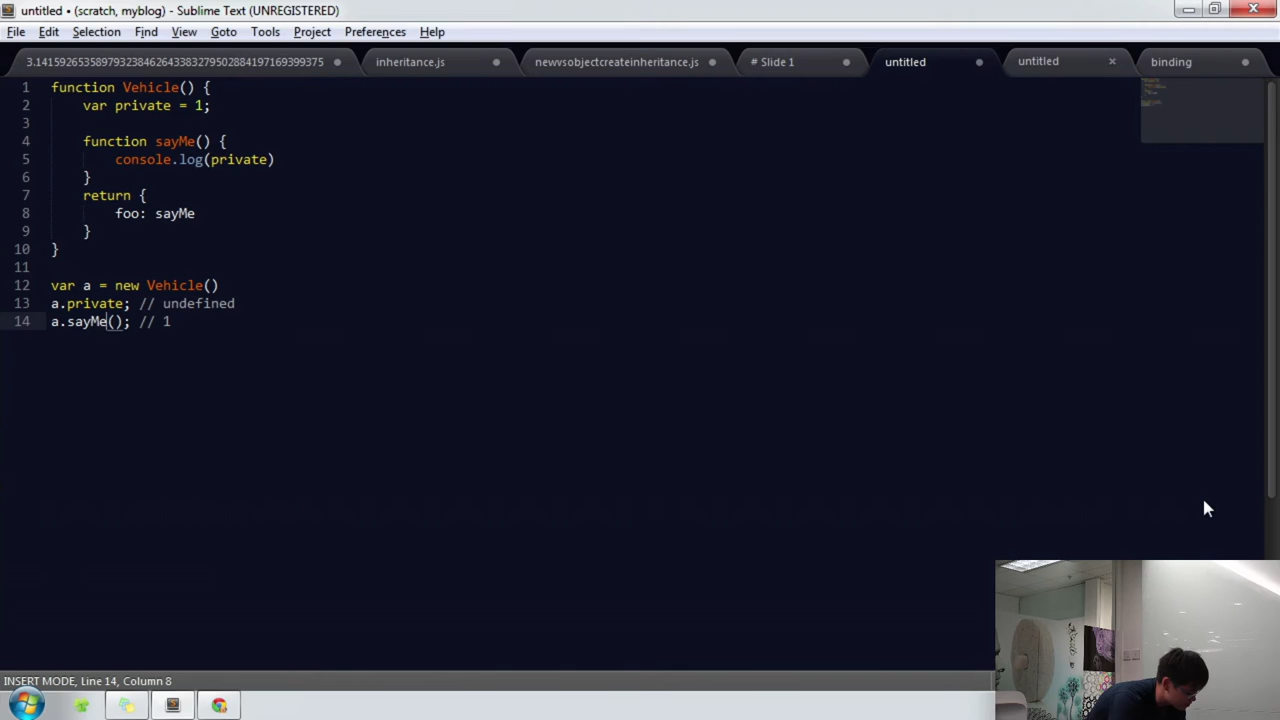 untitled • (scratch, myblog) - Sublime Text (UNREGISTERED)
File Edit Selection Find View Goto Tools Project Preferences Help
3.141592653589793238462643383279502884197169399375 inheritance.js newvsobjectcreateinheritance.js # Slide 1 untitled untitled binding
1 function Vehicle() {
2 var private = 1;
3
4 function sayMe() {
5 console.log(private)
6 }
7 return {
8 foo: sayMe
9 }
10 }
11
12 var a = new Vehicle()
13 a.private; // undefined
14 a.sayMe(); // 1
INSERT MODE, Line 14, Column 8